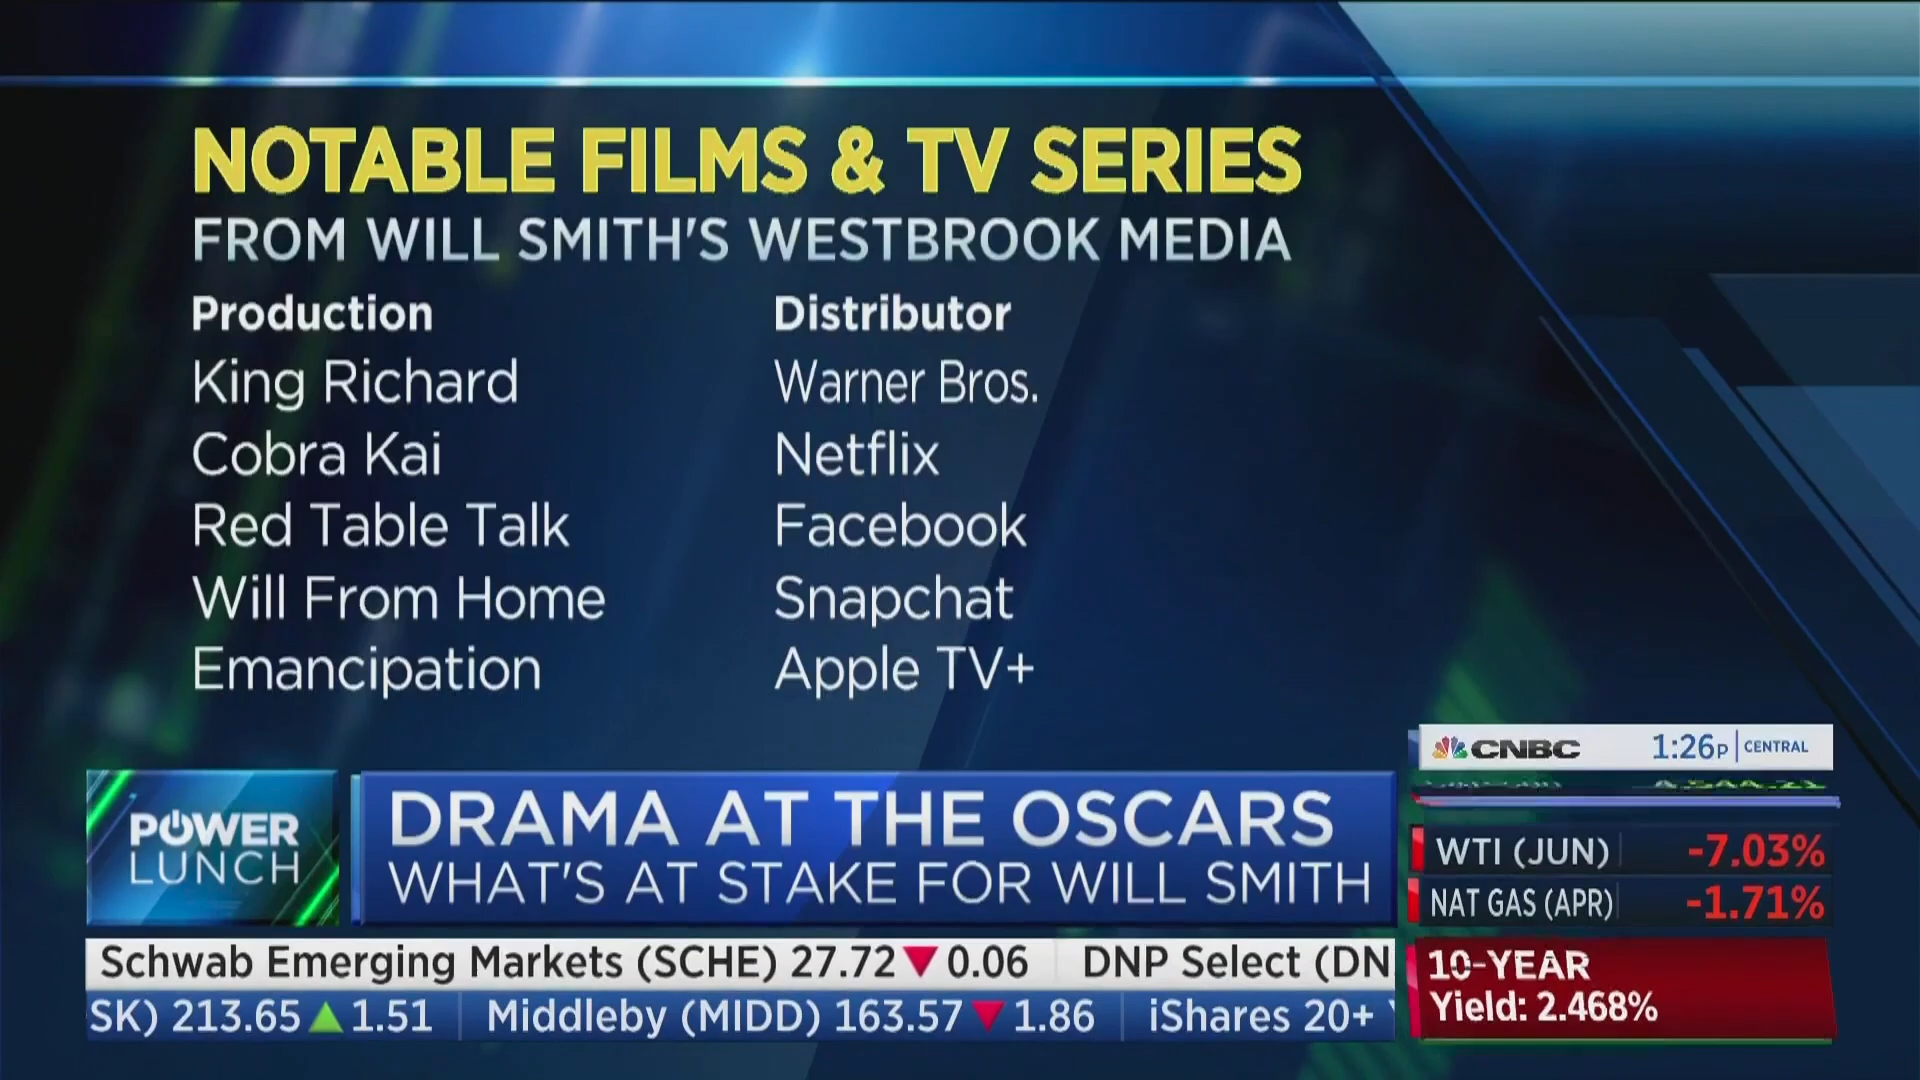 NOTABLE FILMS & TV SERIES
FROM WILL SMITH'S WESTBROOK MEDIA
Production Distributor
King Richard Warner Bros.
Cobra Kai Netflix
Red Table Talk Facebook
Will From Home Snapchat
Emancipation Apple TV+
CNBC 1:26P CENTRAL
POWER
LUNCH
DRAMA AT THE OSCARS
WHAT'S AT STAKE FOR WILL SMITH
WTI (JUN) -7.03%
NAT GAS (APR) -1.71%
Schwab Emerging Markets (SCHE) 27.72 ▼ 0.06 DNP Select (DN
SK) 213.65 ▲ 1.51 Middleby (MIDD) 163.57 ▼ 1.86 iShares 20+
10-YEAR
Yield: 2.468%